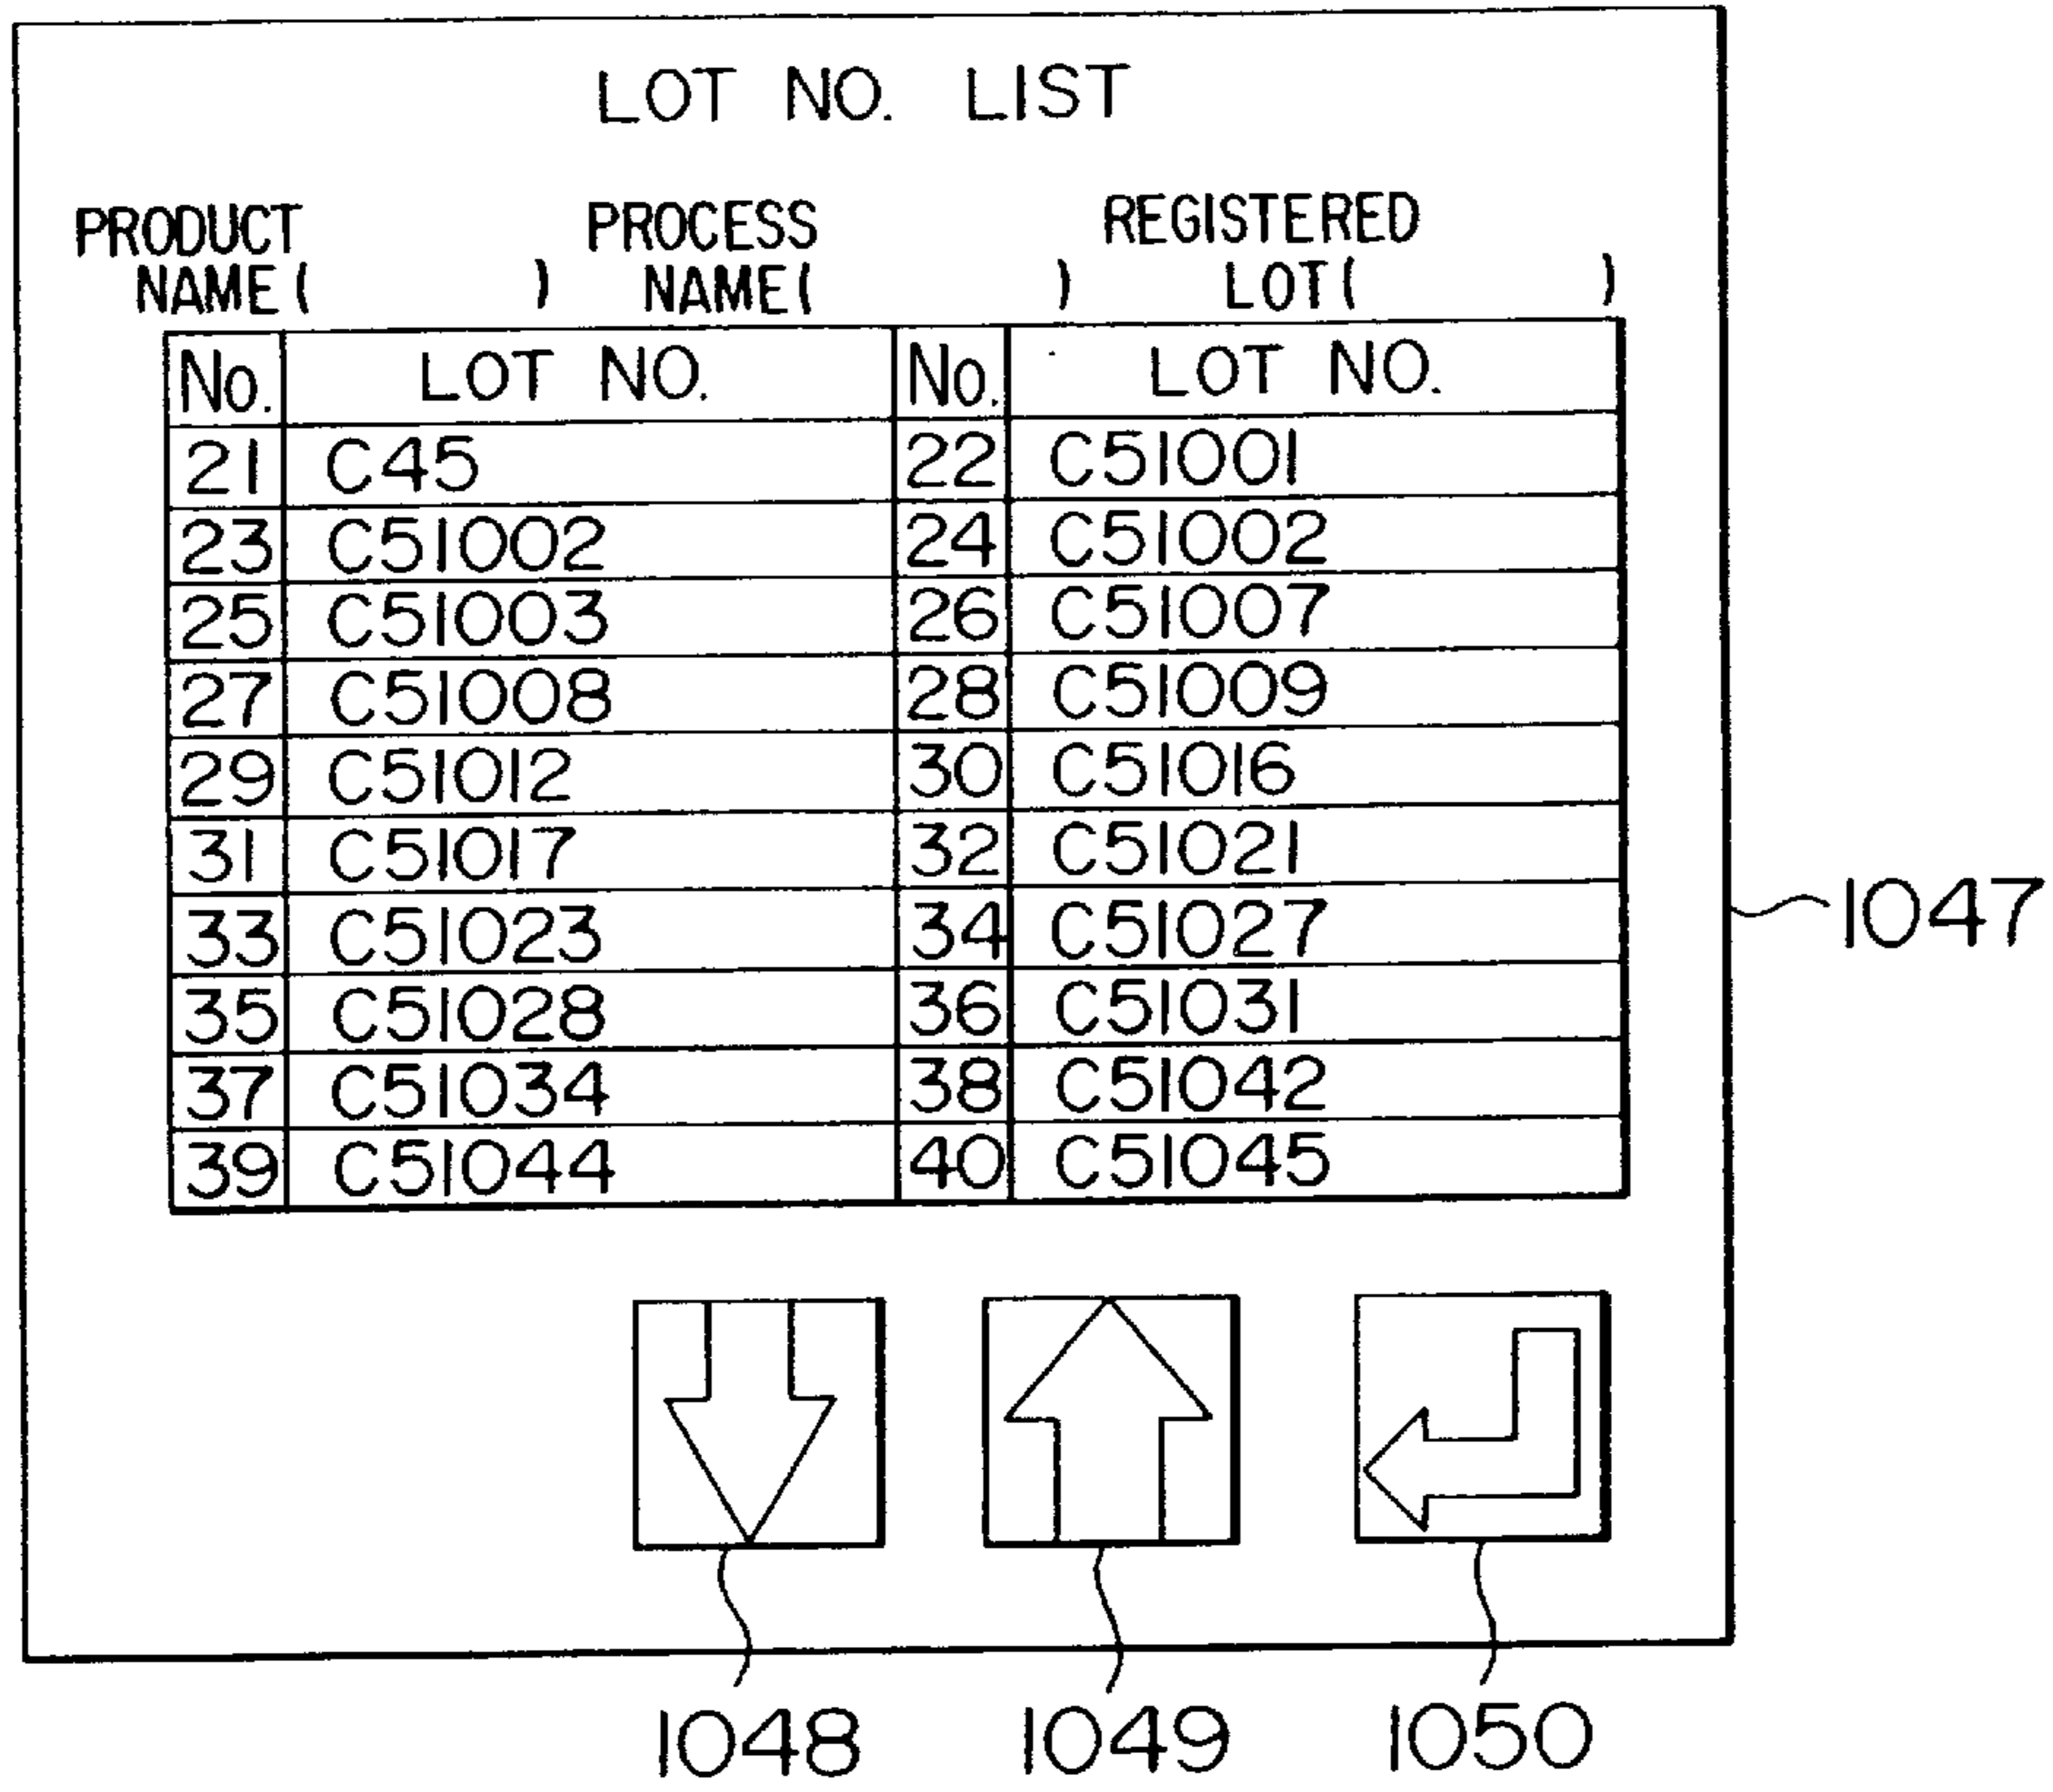 LOT NO. LIST
PRODUCT PROCESS REGISTERED
NAME ( ) NAME ( ) LOT ( )
No. LOT NO. No. LOT NO.
21 C45 22 C51001
23 C51002 24 C51002
25 C51003 26 C51007
27 C51008 28 C51009
29 C51012 30 C51016
31 C51017 32 C51021
33 C51023 34 C51027
35 C51028 36 C51031
37 C51034 38 C51042
39 C51044 40 C51045
1047
1048 1049 1050